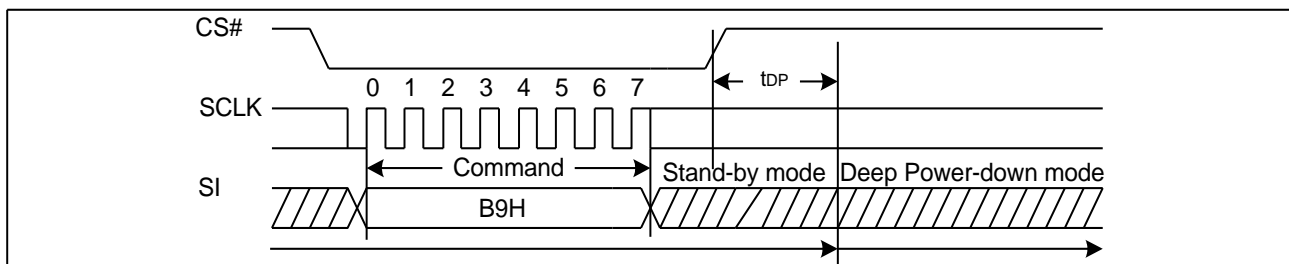 CS#
tDP
0 1 2 3 4 5 6 7
SCLK
Command
Stand-by mode Deep Power-down mode
SI
B9H